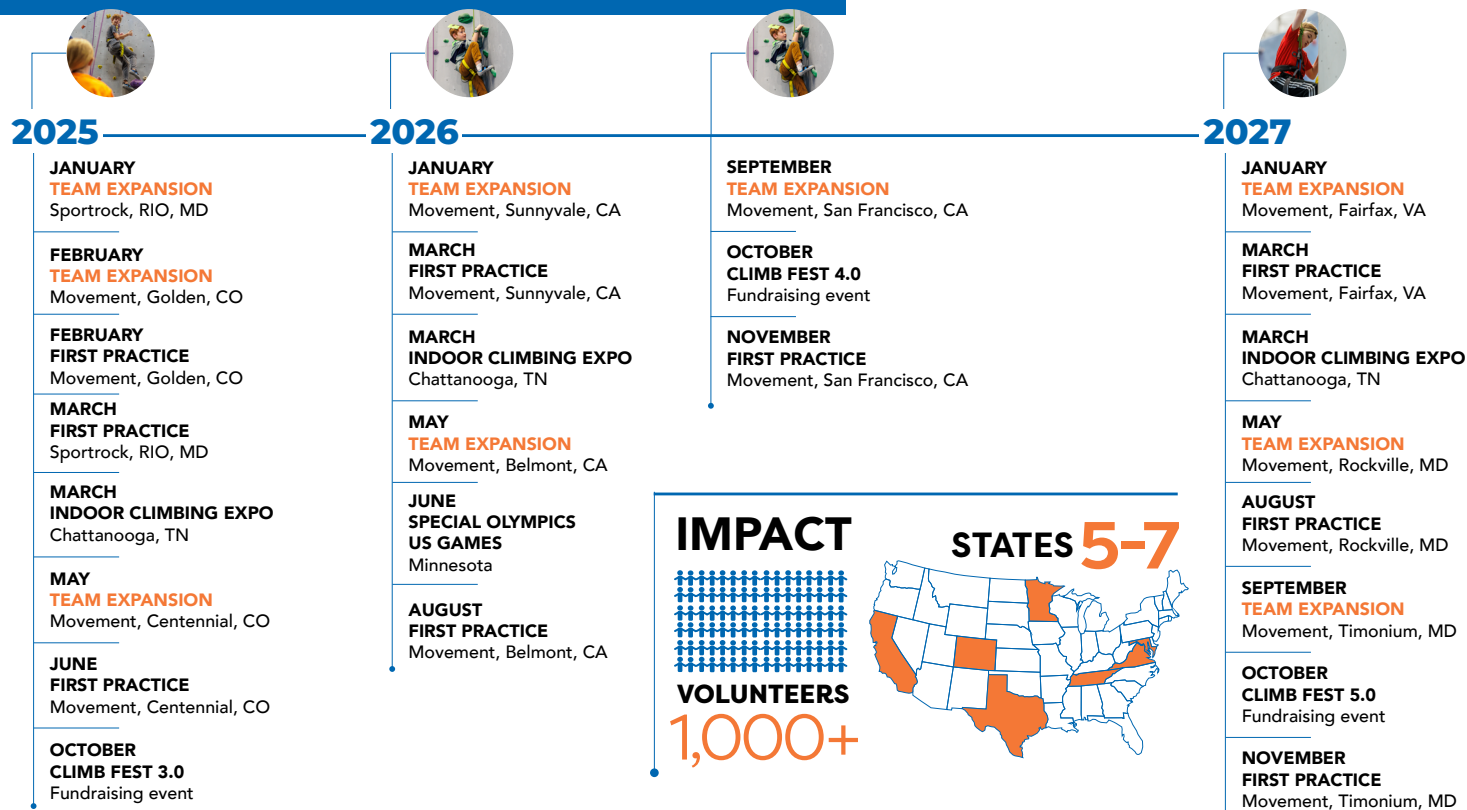 2025
JANUARY
TEAM EXPANSION
Sportrock, RIO, MD
FEBRUARY
TEAM EXPANSION
Movement, Golden, CO
FEBRUARY
FIRST PRACTICE
Movement, Golden, CO
MARCH
FIRST PRACTICE
Sportrock, RIO, MD
MARCH
INDOOR CLIMBING EXPO
Chattanooga, TN
MAY
TEAM EXPANSION
Movement, Centennial, CO
JUNE
FIRST PRACTICE
Movement, Centennial, CO
OCTOBER
CLIMB FEST 3.0
Fundraising event
2026
JANUARY
TEAM EXPANSION
Movement, Sunnyvale, CA
MARCH
FIRST PRACTICE
Movement, Sunnyvale, CA
MARCH
INDOOR CLIMBING EXPO
Chattanooga, TN
MAY
TEAM EXPANSION
Movement, Belmont, CA
JUNE
SPECIAL OLYMPICS
US GAMES
Minnesota
AUGUST
FIRST PRACTICE
Movement, Belmont, CA
SEPTEMBER
TEAM EXPANSION
Movement, San Francisco, CA
OCTOBER
CLIMB FEST 4.0
Fundraising event
NOVEMBER
FIRST PRACTICE
Movement, San Francisco, CA
IMPACT
VOLUNTEERS
1,000+
STATES 5-7
2027
JANUARY
TEAM EXPANSION
Movement, Fairfax, VA
MARCH
FIRST PRACTICE
Movement, Fairfax, VA
MARCH
INDOOR CLIMBING EXPO
Chattanooga, TN
MAY
TEAM EXPANSION
Movement, Rockville, MD
AUGUST
FIRST PRACTICE
Movement, Rockville, MD
SEPTEMBER
TEAM EXPANSION
Movement, Timonium, MD
OCTOBER
CLIMB FEST 5.0
Fundraising event
NOVEMBER
FIRST PRACTICE
Movement, Timonium, MD